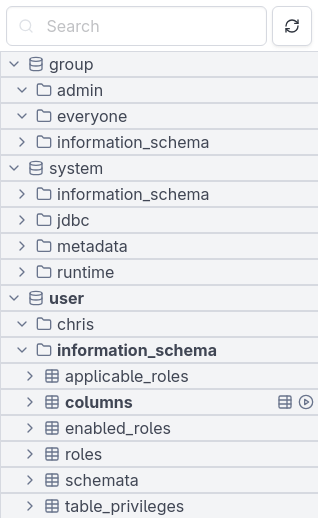 Search
group
admin
everyone
information_schema
system
information_schema
jdbc
metadata
runtime
user
chris
information_schema
applicable_roles
columns
enabled_roles
roles
schemata
table_privileges